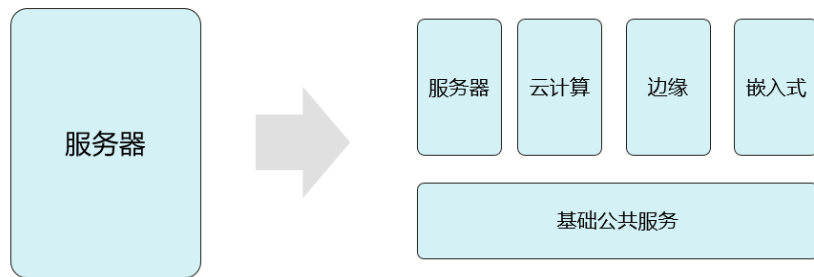 服务器
服务器
云计算
边缘
嵌入式
基础公共服务